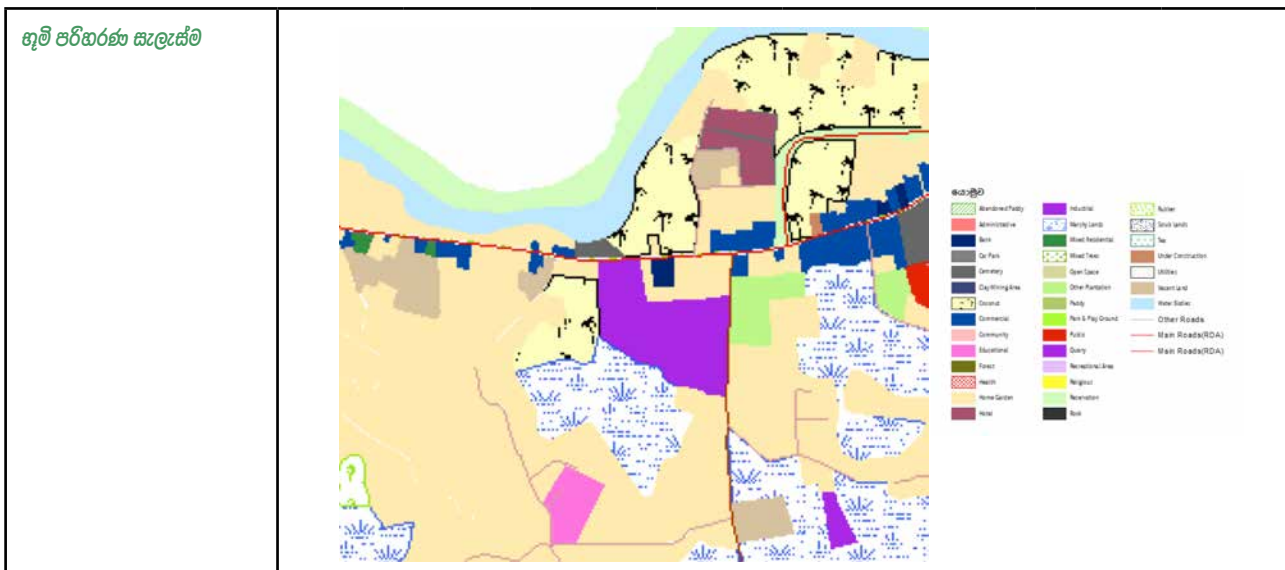 භූමි පරිහරණ සැලැස්ම
යොමුව
Abandoned Paddy
Administrative
Bank
Car Park
Cemetery
Clay Mining Area
Coconut
Commercial
Community
Educational
Forest
Health
Home Garden
Hotel
Industrial
Marshy Lands
Mixed Residential
Mixed Trees
Open Space
Other Plantation
Paddy
Park & Play Ground
Public
Quarry
Recreational Area
Religious
Reservation
Rock
Rubber
Scrub Lands
Tea
Under Construction
Utilities
Vacant Land
Water Bodies
Other Roads
Main Roads(RDA)
Main Roads(RDA)